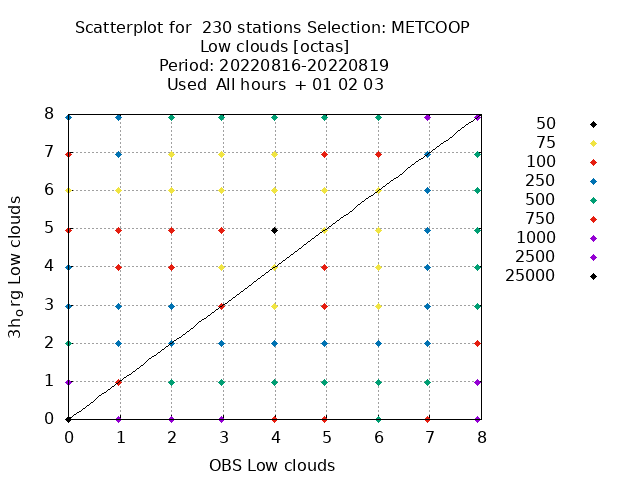 Scatterplot for  230 stations Selection: METCOOP
Low clouds [octas]
Period: 20220816-20220819
Used  All hours  + 01 02 03
8
7
6
5
4
3
2
1
0
0 1 2 3 4 5 6 7 8
3horg Low clouds
OBS Low clouds
50
75
100
250
500
750
1000
2500
25000